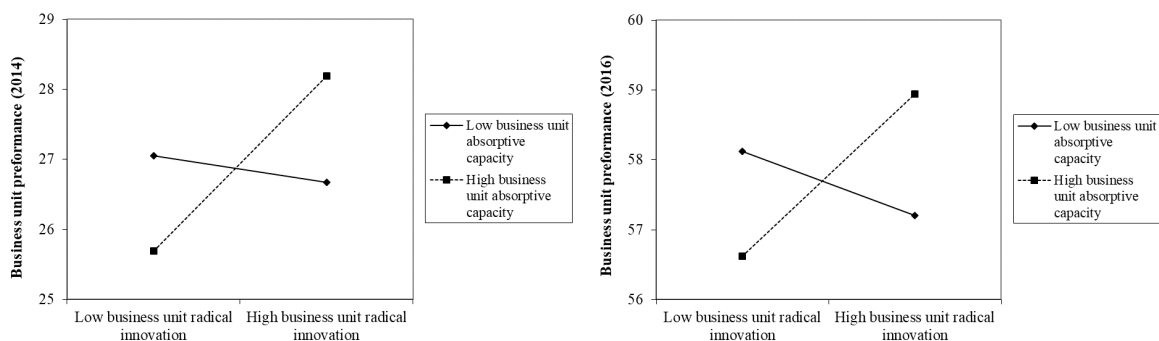 Business unit preformance (2014)
29
28
27
26
25
Low business unit radical
innovation
High business unit radical
innovation
Low business unit
absorptive
capacity
High business
unit absorptive
capacity
Business unit preformance (2016)
60
59
58
57
56
Low business unit radical
innovation
High business unit radical
innovation
Low business unit
absorptive
capacity
High business
unit absorptive
capacity